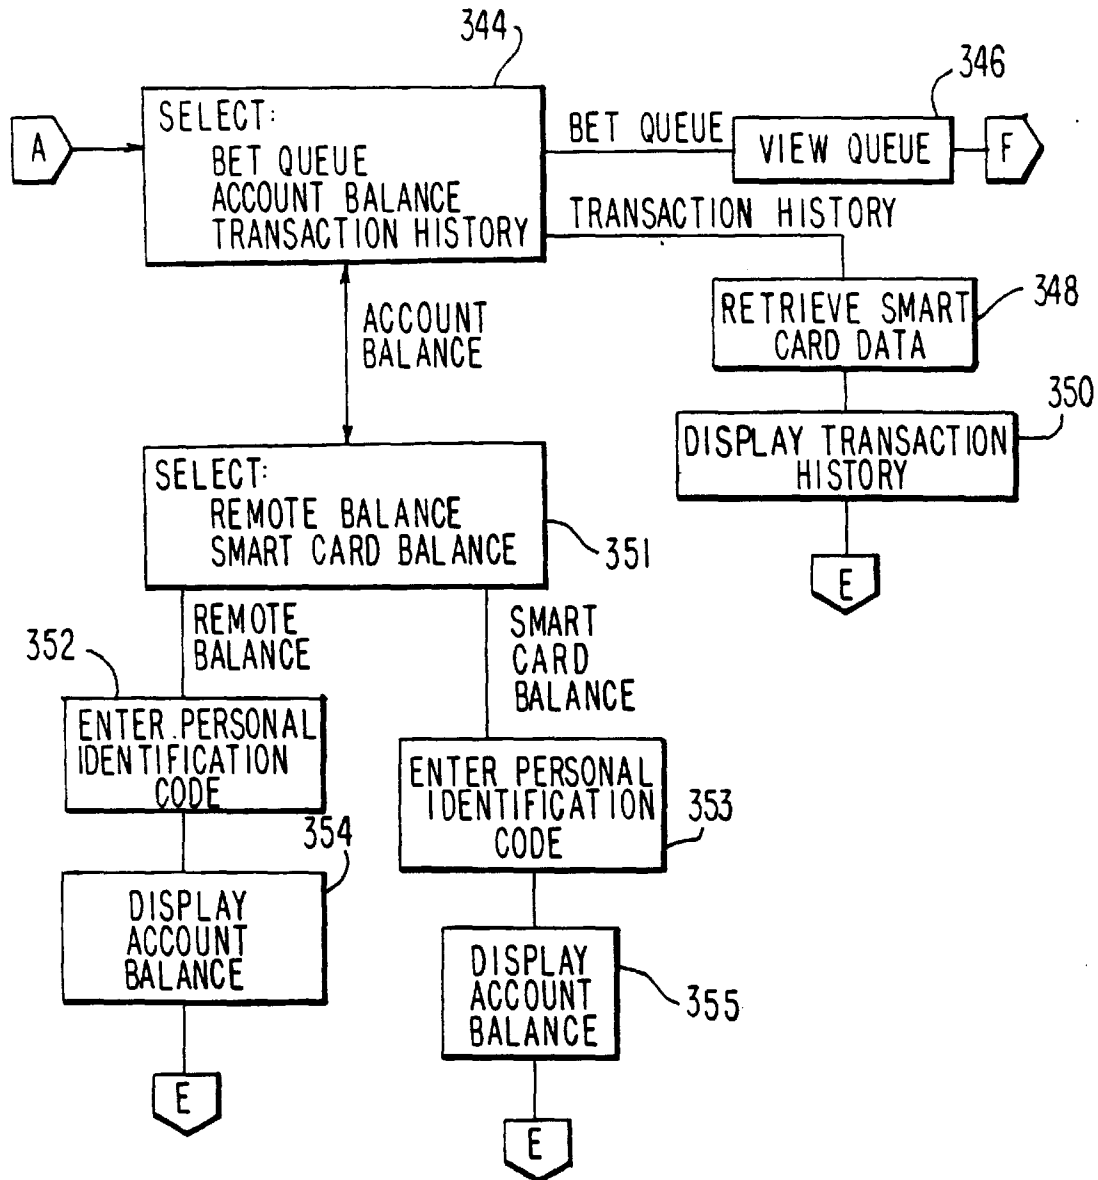 344
346
A
SELECT:
BET QUEUE
ACCOUNT BALANCE
TRANSACTION HISTORY
BET QUEUE
VIEW QUEUE
F
TRANSACTION HISTORY
RETRIEVE SMART
CARD DATA
348
ACCOUNT
BALANCE
350
DISPLAY TRANSACTION
HISTORY
E
SELECT:
REMOTE BALANCE
SMART CARD BALANCE
351
REMOTE
BALANCE
SMART
CARD
BALANCE
352
ENTER PERSONAL
IDENTIFICATION
CODE
ENTER PERSONAL
IDENTIFICATION
CODE
353
354
DISPLAY
ACCOUNT
BALANCE
DISPLAY
ACCOUNT
BALANCE
355
E
E